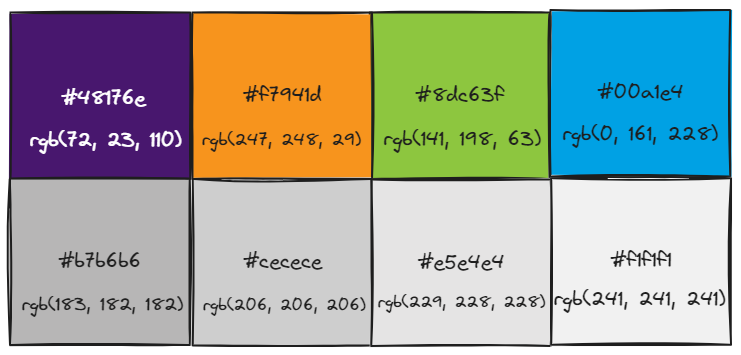 #48176e
rgb(72, 23, 110)
#f7941d
rgb(247, 248, 29)
#8dc63f
rgb(141, 198, 63)
#00a1e4
rgb(0, 161, 228)
#b7b6b6
rgb(183, 182, 182)
#cecece
rgb(206, 206, 206)
#e5e4e4
rgb(229, 228, 228)
#f1f1f1
rgb(241, 241, 241)